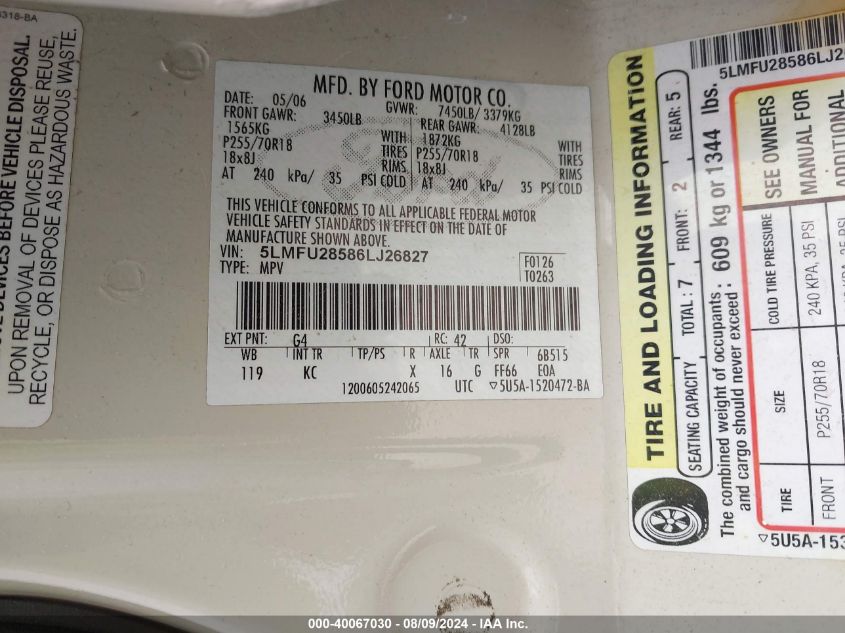 318-BA
BEFORE VEHICLE DISPOSAL.
UPON REMOVAL OF DEVICES PLEASE REUSE,
RECYCLE, OR DISPOSE AS HAZARDOUS WASTE.
MFD. BY FORD MOTOR CO.
DATE: 05/06 GVWR: 7450LB/ 3379KG
FRONT GAWR: 3450LB REAR GAWR: 4128LB
1565KG WITH 1872KG WITH
P255/70R18 TIRES P255/70R18 TIRES
18x8J RIMS 18x8J RIMS
AT 240 kPa/ 35 PSI COLD AT 240 kPa/ 35 PSI COLD
THIS VEHICLE CONFORMS TO ALL APPLICABLE FEDERAL MOTOR
VEHICLE SAFETY STANDARDS IN EFFECT ON THE DATE OF
MANUFACTURE SHOWN ABOVE.
VIN: 5LMFU28586LJ26827 F0126
TYPE: MPV T0263
EXT PNT: G4 RC: 42 DSO:
WB INT TR TP/PS R AXLE TR SPR 6B515
119 KC X 16 G FF66 EOA
1200605242065 UTC ▽5U5A-1520472-BA
TIRE AND LOADING INFORMATION
5LMFU28586LJ2
SEATING CAPACITY TOTAL: 7 FRONT: 2 REAR: 5
The combined weight of occupants
and cargo should never exceed : 609 kg or 1344 lbs.
TIRE SIZE COLD TIRE PRESSURE SEE OWNERS
MANUAL FOR
ADDITIONAL
FRONT P255/70R18 240 KPA, 35 PSI
▽5U5A-153
000-40067030 - 08/09/2024 - IAA Inc.